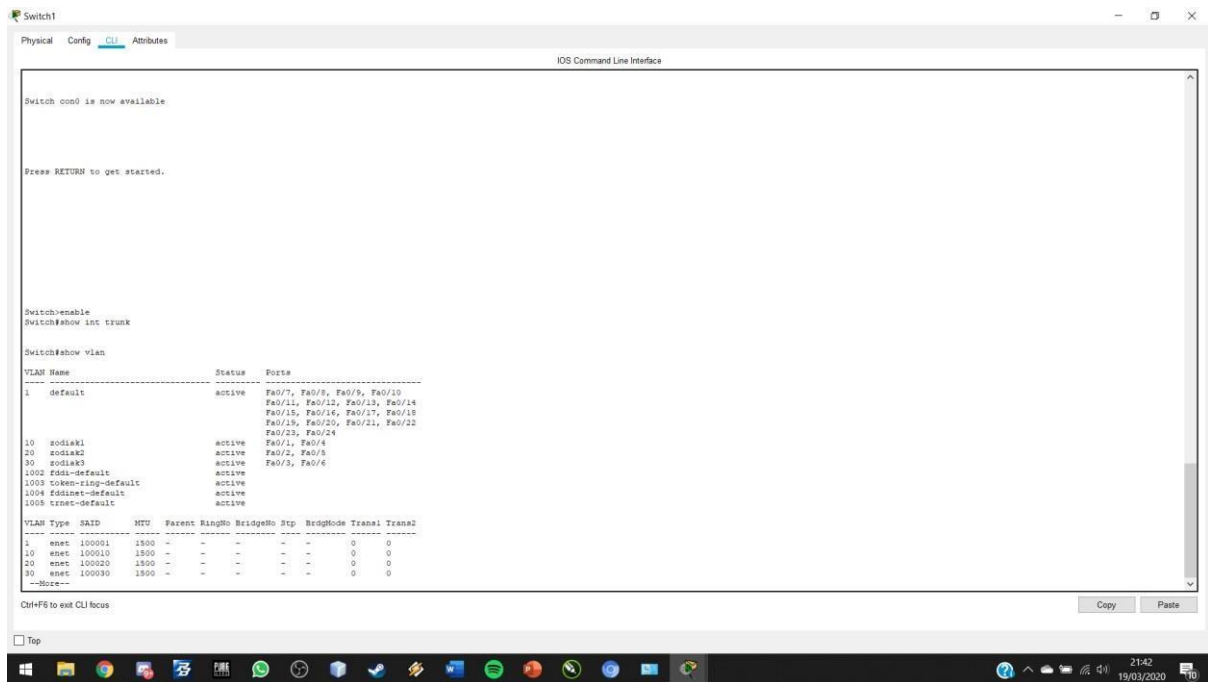 Switch1
Physical Config CLI Attributes
IOS Command Line Interface
Switch con0 is now available
Press RETURN to get started.
Switch>enable
Switch#show int trunk
Switch#show vlan
VLAN Name Status Ports
---- -------------------------------- --------- -------------------------------
1 default active Fa0/7, Fa0/8, Fa0/9, Fa0/10
Fa0/11, Fa0/12, Fa0/13, Fa0/14
Fa0/15, Fa0/16, Fa0/17, Fa0/18
Fa0/19, Fa0/20, Fa0/21, Fa0/22
Fa0/23, Fa0/24
10 zodiak1 active Fa0/1, Fa0/4
20 zodiak2 active Fa0/2, Fa0/5
30 zodiak3 active Fa0/3, Fa0/6
1002 fddi-default active
1003 token-ring-default active
1004 fddinet-default active
1005 trnet-default active
VLAN Type SAID MTU Parent RingNo BridgeNo Stp BrdgMode Trans1 Trans2
---- ----- ---------- ----- ------ ------ -------- ---- -------- ------ ------
1 enet 100001 1500 - - - - - 0 0
10 enet 100010 1500 - - - - - 0 0
20 enet 100020 1500 - - - - - 0 0
30 enet 100030 1500 - - - - - 0 0
--More--
Ctrl+F6 to exit CLI focus
Copy Paste
Top
21:42
19/03/2020